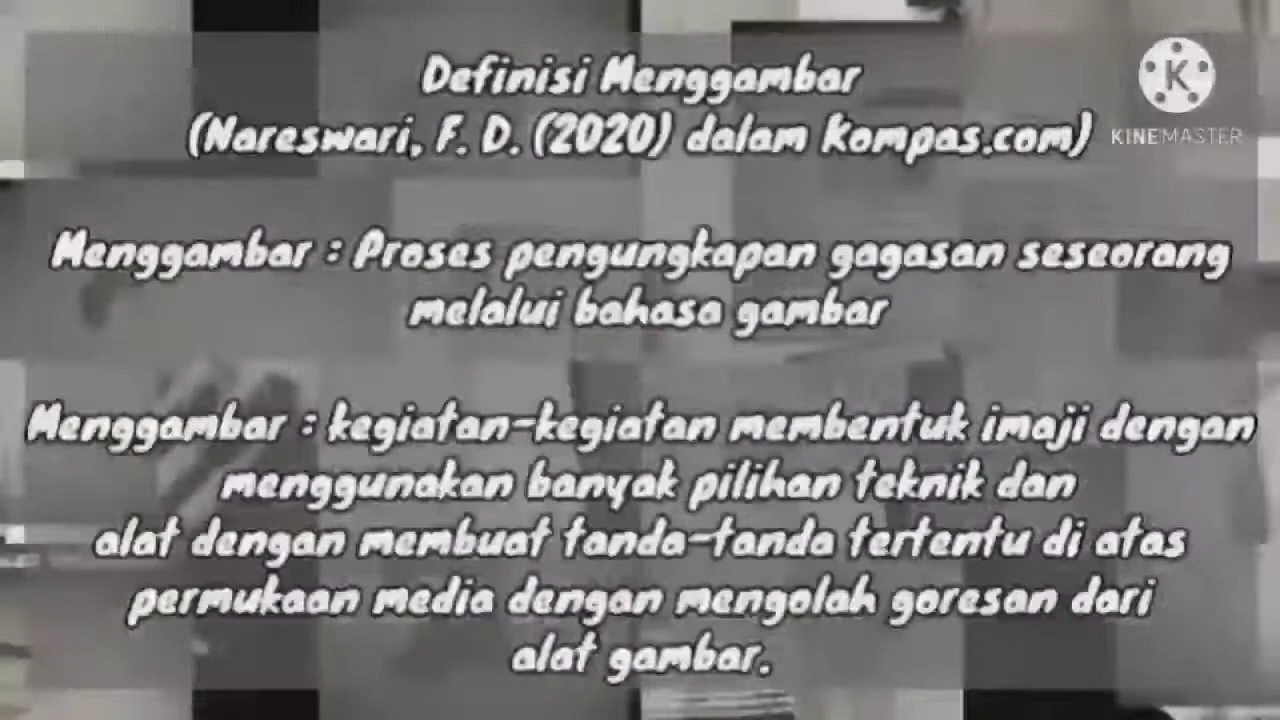 Definisi Menggambar
(Nareswari, F. D. (2020) dalam Kompas.com)
KINEMASTER
Menggambar : Proses pengungkapan gagasan seseorang
melalui bahasa gambar
Menggambar : kegiatan-kegiatan membentuk imaji dengan
menggunakan banyak pilihan teknik dan
alat dengan membuat tanda-tanda tertentu di atas
permukaan media dengan mengolah goresan dari
alat gambar.